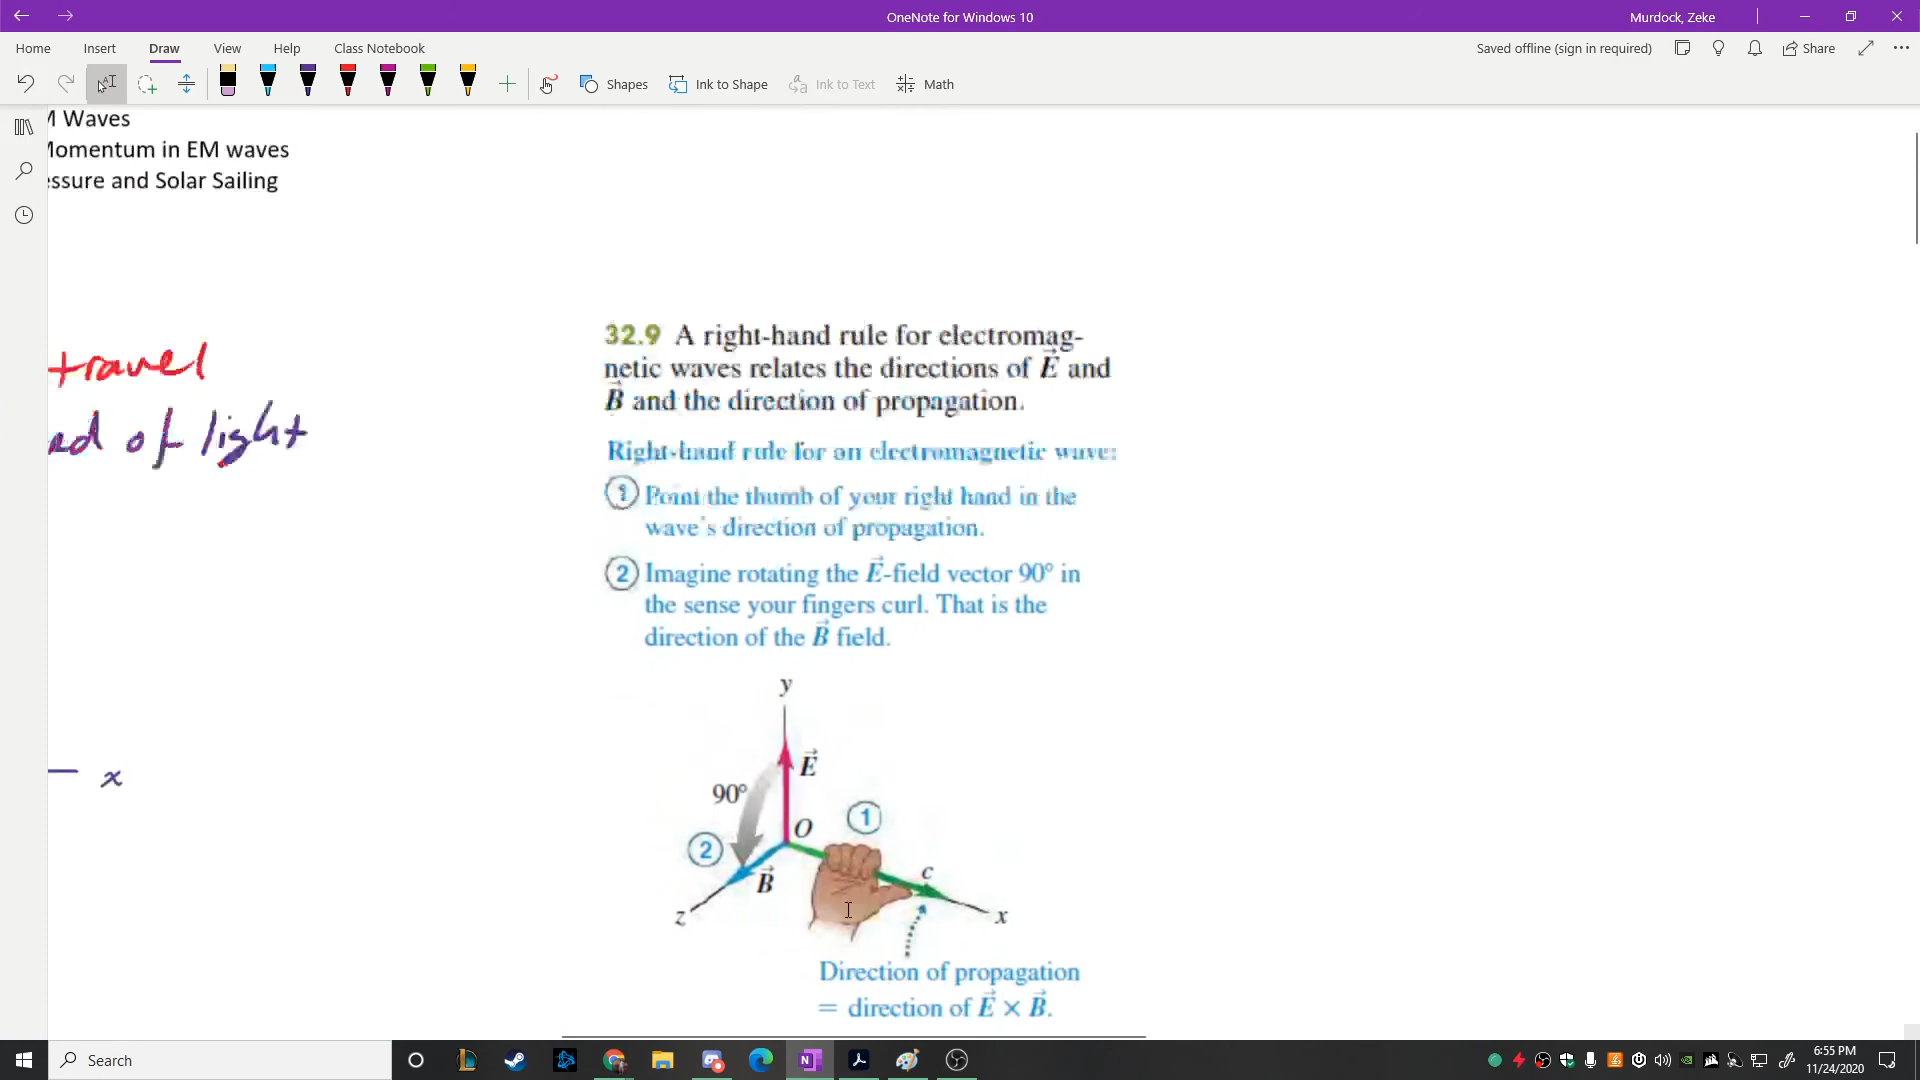 OneNote for Windows 10
Murdock, Zeke
Home Insert Draw View Help Class Notebook
Saved offline (sign in required)
Share
Shapes
Ink to Shape
Ink to Text
Math
M Waves
Momentum in EM waves
essure and Solar Sailing
travel
of light
x
32.9 A right-hand rule for electromag-
netic waves relates the directions of E⃗ and
B⃗ and the direction of propagation.
Right-hand rule for an electromagnetic wave:
1 Point the thumb of your right hand in the
wave's direction of propagation.
2 Imagine rotating the E⃗-field vector 90° in
the sense your fingers curl. That is the
direction of the B⃗ field.
y
E⃗
90°
O
1
2
B⃗
c
z
x
Direction of propagation
= direction of E⃗ × B⃗.
Search
6:55 PM
11/24/2020